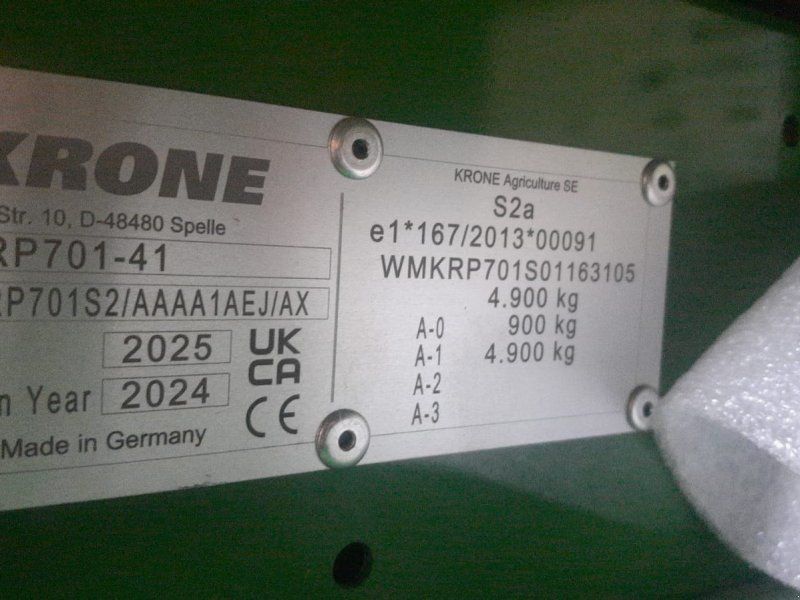 KRONE
Str. 10, D-48480 Spelle
RP701-41
RP701S2/AAAA1AEJ/AX
2025
n Year 2024
UK
CA
CE
Made in Germany
KRONE Agriculture SE
S2a
e1*167/2013*00091
WMKRP701S01163105
4.900 kg
A-0 900 kg
A-1 4.900 kg
A-2
A-3